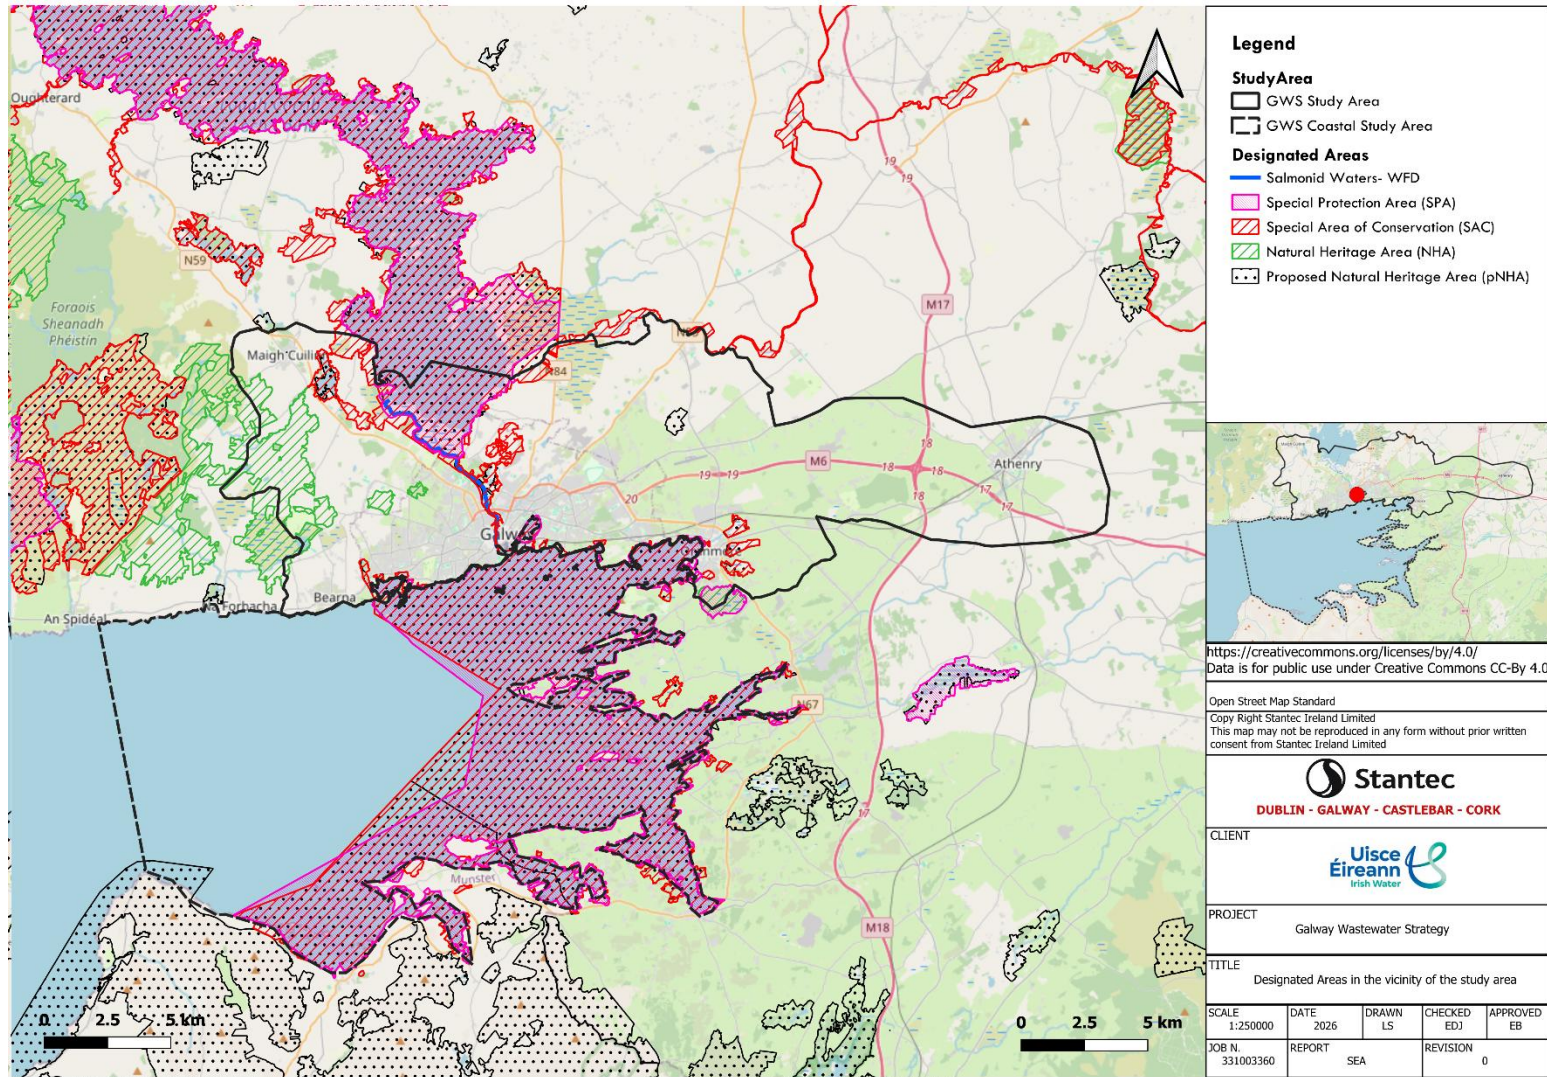 Oughterard
N59
Foraois
Sheanadh
Phéistin
Maigh Cuilin
N84
19
19
M17
18
M6
19
19
18
18
20
18
17
17
Athenry
Bearna
Na Forbacha
An Spidéal
N67
Munster
17
M18
0 2.5 5 km
0 2.5 5 km
Legend
StudyArea
GWS Study Area
GWS Coastal Study Area
Designated Areas
Salmonid Waters- WFD
Special Protection Area (SPA)
Special Area of Conservation (SAC)
Natural Heritage Area (NHA)
Proposed Natural Heritage Area (pNHA)
https://creativecommons.org/licenses/by/4.0/
Data is for public use under Creative Commons CC-By 4.0
Open Street Map Standard
Copy Right Stantec Ireland Limited
This map may not be reproduced in any form without prior written
consent from Stantec Ireland Limited
Stantec
DUBLIN - GALWAY - CASTLEBAR - CORK
CLIENT
Uisce
Éireann
Irish Water
PROJECT
Galway Wastewater Strategy
TITLE
Designated Areas in the vicinity of the study area
SCALE
1:250000
DATE
2026
DRAWN
LS
CHECKED
EDJ
APPROVED
EB
JOB N.
331003360
REPORT
SEA
REVISION
0